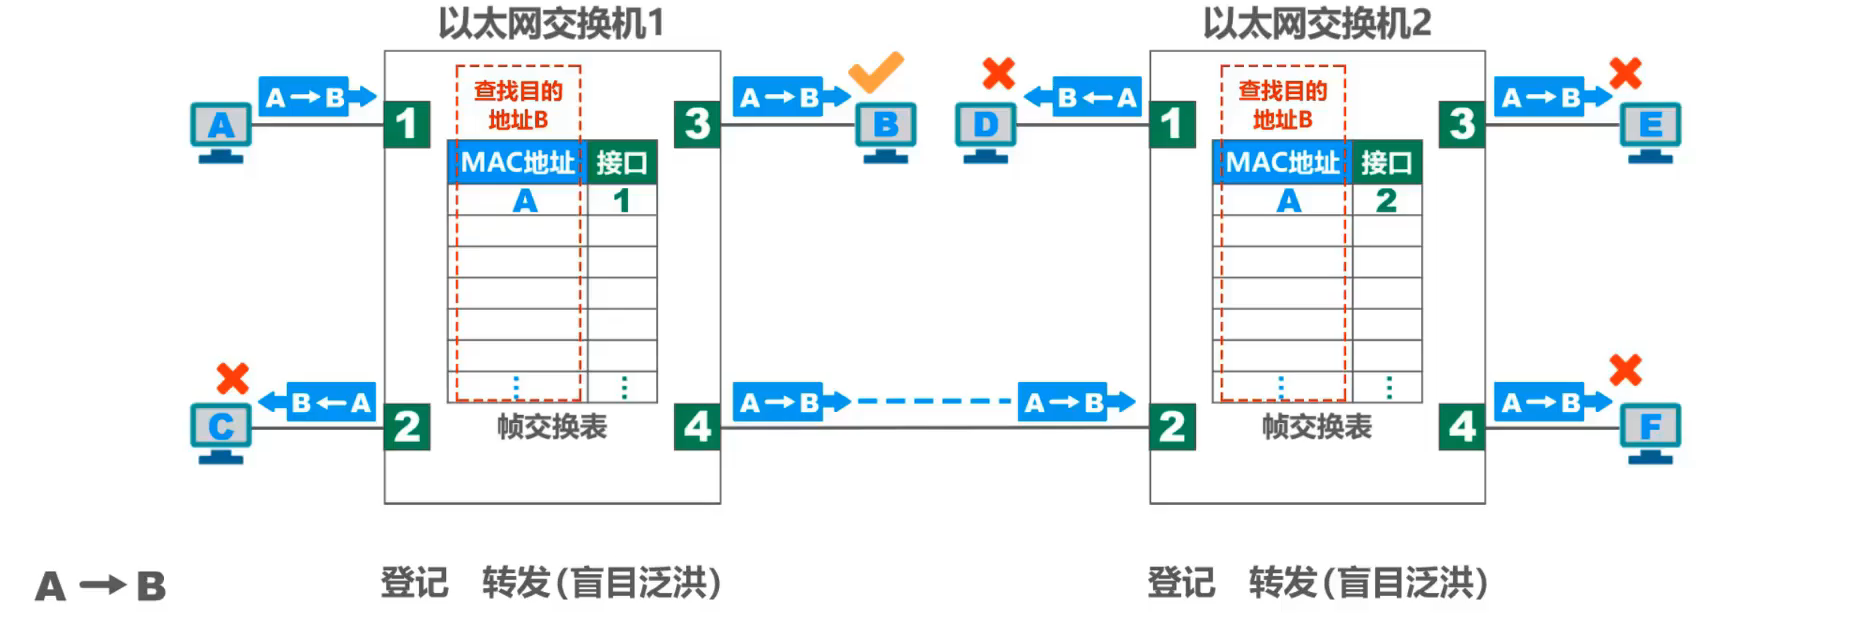 以太网交换机1
以太网交换机2
A→B
查找目的
地址B
A→B
B←A
查找目的
地址B
A→B
A
1
3
B
D
1
3
E
MAC地址 接口
MAC地址 接口
A 1
A 2
⋮ ⋮
⋮ ⋮
B←A
A→B
A→B
A→B
C
2
帧交换表
4
2
帧交换表
4
F
A→B
登记 转发(盲目泛洪)
登记 转发(盲目泛洪)